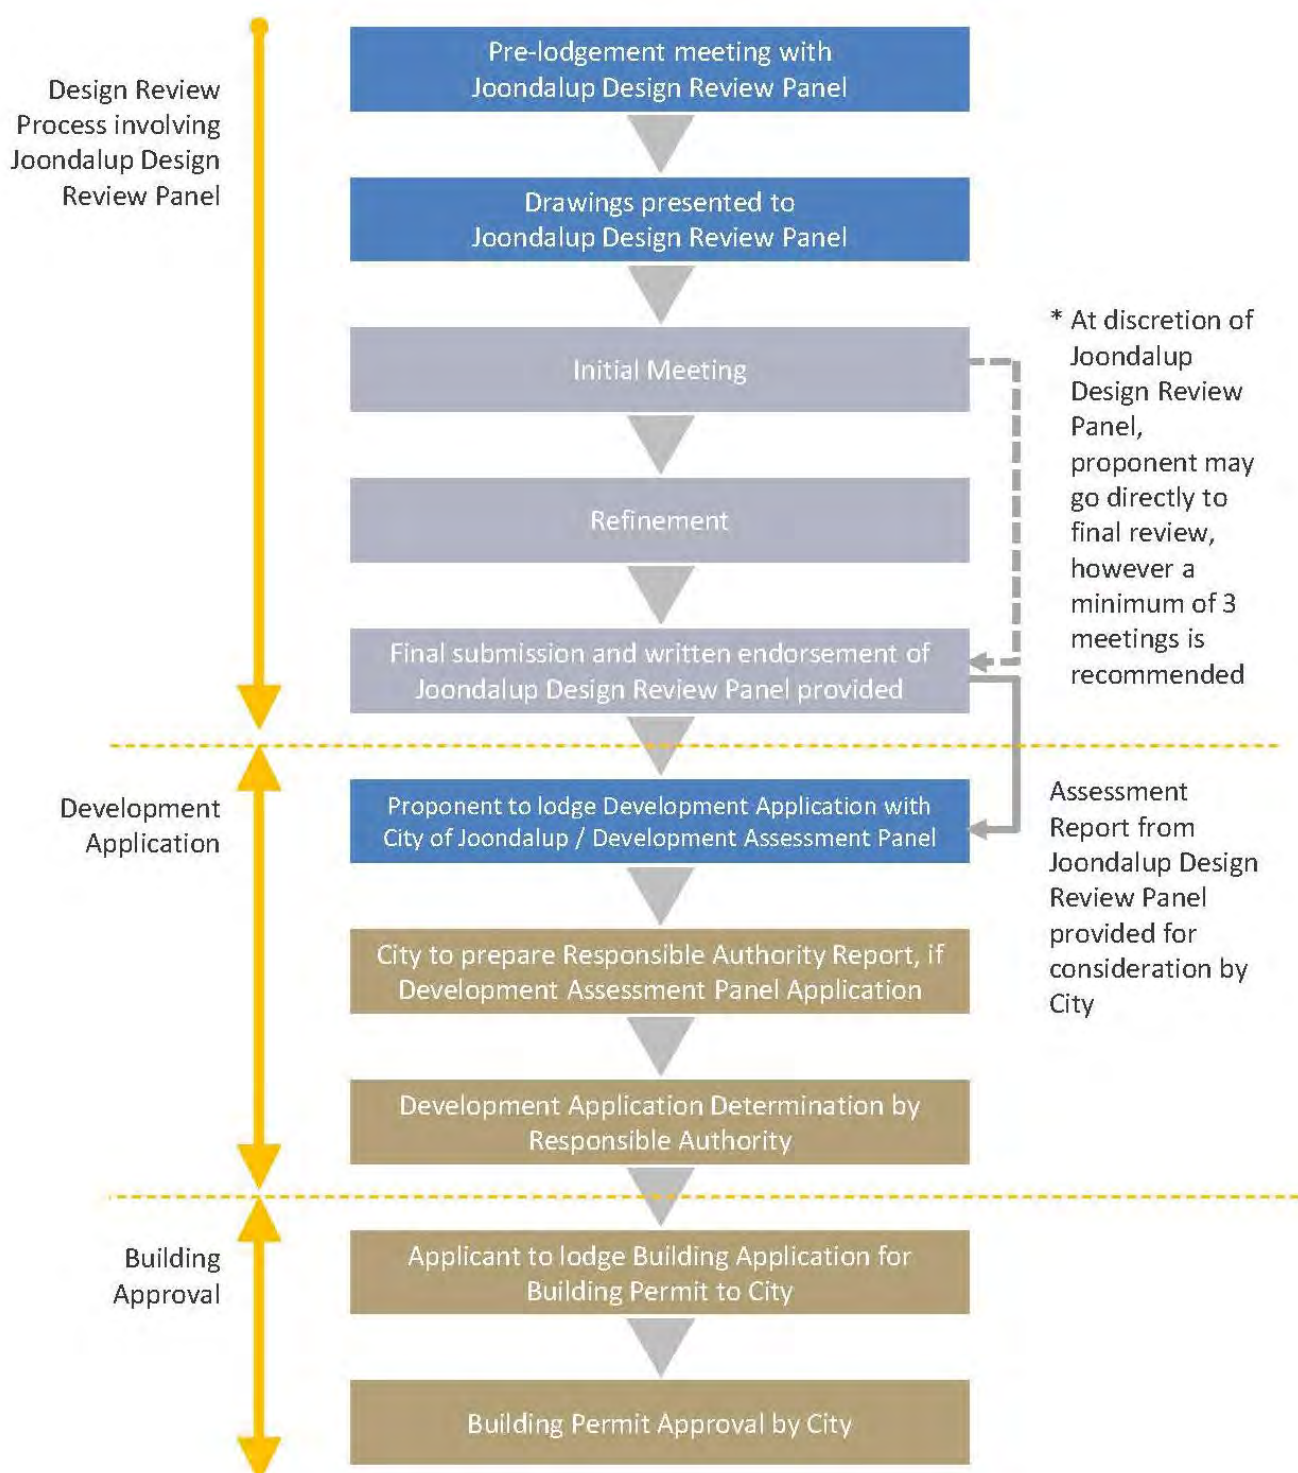 Design Review
Process involving
Joondalup Design
Review Panel
Pre-lodgement meeting with
Joondalup Design Review Panel
Drawings presented to
Joondalup Design Review Panel
Initial Meeting
* At discretion of
Joondalup
Design Review
Panel,
proponent may
go directly to
final review,
however a
minimum of 3
meetings is
recommended
Refinement
Final submission and written endorsement of
Joondalup Design Review Panel provided
Development
Application
Proponent to lodge Development Application with
City of Joondalup / Development Assessment Panel
Assessment
Report from
Joondalup Design
Review Panel
provided for
consideration by
City
City to prepare Responsible Authority Report, if
Development Assessment Panel Application
Development Application Determination by
Responsible Authority
Building
Approval
Applicant to lodge Building Application for
Building Permit to City
Building Permit Approval by City